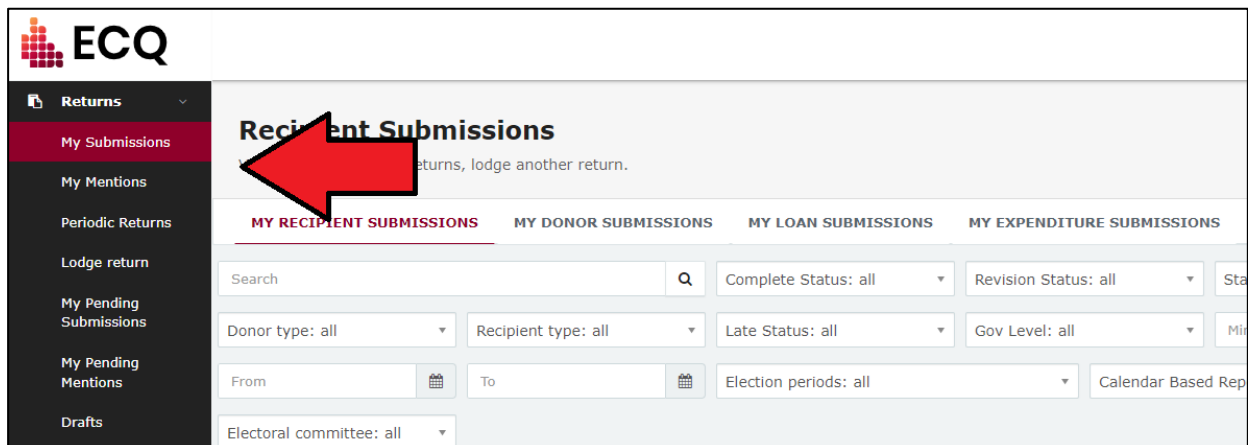 ECQ
Returns
My Submissions
My Mentions
Periodic Returns
Lodge return
My Pending
Submissions
My Pending
Mentions
Drafts
Submissions
lodge another return.
MY RECIPIENT SUBMISSIONS MY DONOR SUBMISSIONS MY LOAN SUBMISSIONS MY EXPENDITURE SUBMISSIONS
Search Complete Status: all Revision Status: all
Donor type: all Recipient type: all Late Status: all Gov Level: all
From To Election periods: all Calendar Based
Electoral committee: all